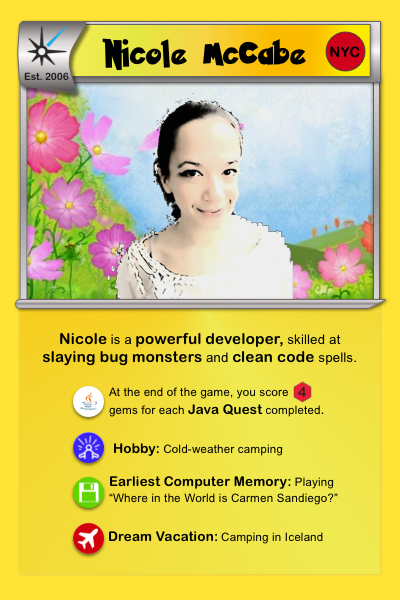 Nicole McCabe
NYC
Est. 2006
Nicole is a powerful developer, skilled at
slaying bug monsters and clean code spells.
At the end of the game, you score 4
gems for each Java Quest completed.
Hobby: Cold-weather camping
Earliest Computer Memory: Playing
“Where in the World is Carmen Sandiego?”
Dream Vacation: Camping in Iceland